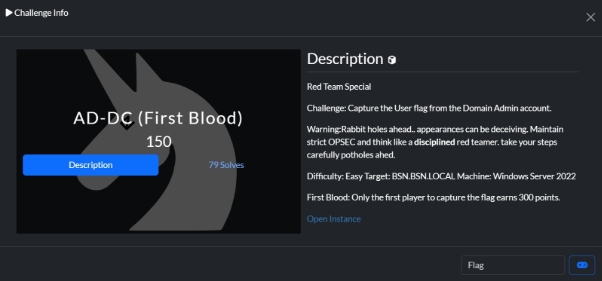 Challenge Info
AD-DC (First Blood)
150
Description
79 Solves
Description
Red Team Special
Challenge: Capture the User flag from the Domain Admin account.
Warning:Rabbit holes ahead.. appearances can be deceiving. Maintain
strict OPSEC and think like a disciplined red teamer. take your steps
carefully potholes ahed.
Difficulty: Easy Target: BSN.BSN.LOCAL Machine: Windows Server 2022
First Blood: Only the first player to capture the flag earns 300 points.
Open Instance
Flag